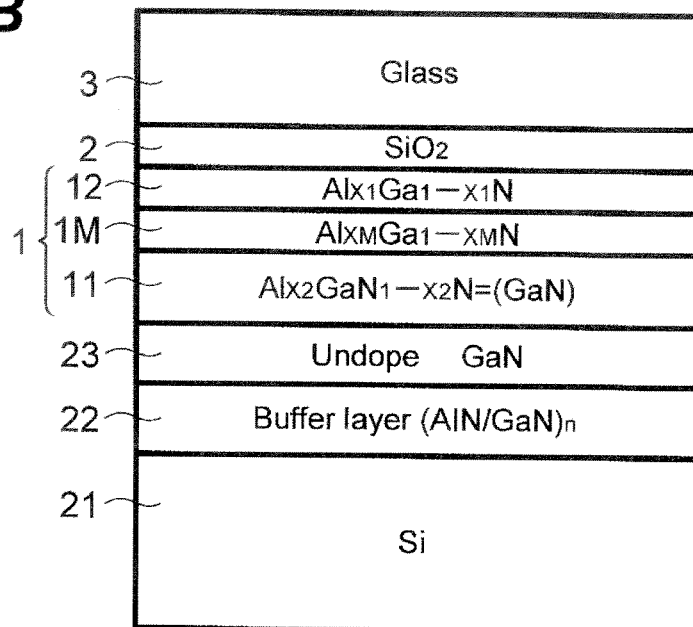 B
3 Glass
2 SiO2
12 AlX1Ga1−X1N
1 { 1M AlXMGa1−XMN
11 AlX2GaN1−X2N=(GaN)
23 Undope GaN
22 Buffer layer (AlN/GaN)n
21 Si